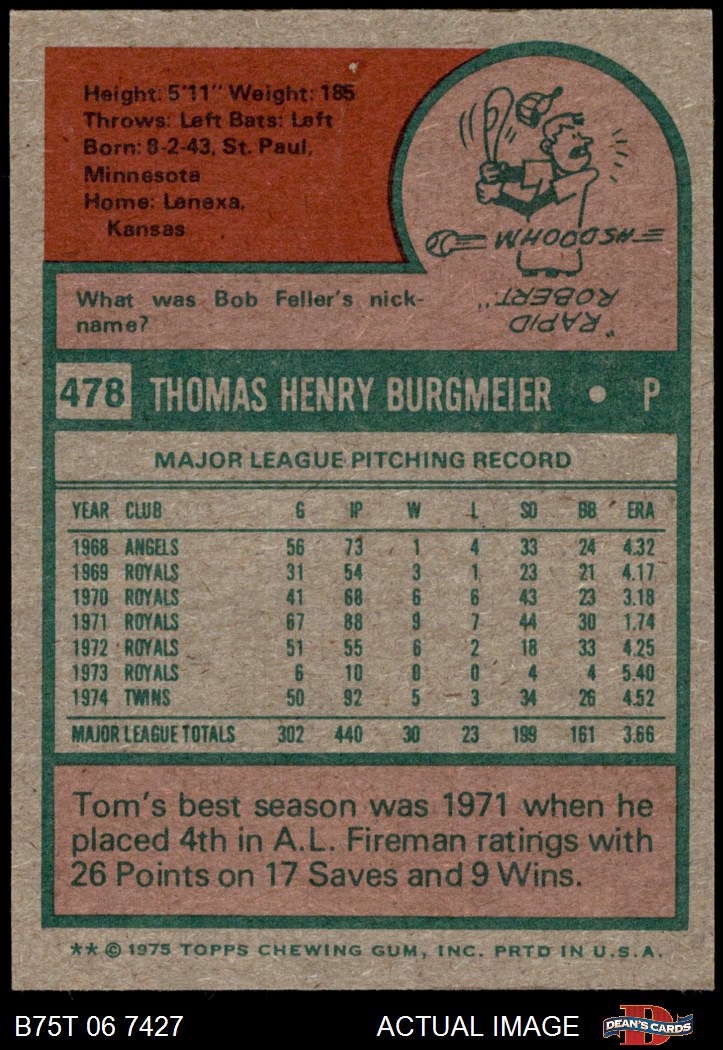 Height: 5'11" Weight: 185
Throws: Left Bats: Left
Born: 8-2-43, St. Paul,
Minnesota
Home: Lenexa,
Kansas
WHOOOSH
"RAPID
ROBERT"
What was Bob Feller's nick-
name?
478 THOMAS HENRY BURGMEIER • P
MAJOR LEAGUE PITCHING RECORD
YEAR CLUB G IP W L SO BB ERA
1968 ANGELS 56 73 1 4 33 24 4.32
1969 ROYALS 31 54 3 1 23 21 4.17
1970 ROYALS 41 68 6 6 43 23 3.18
1971 ROYALS 67 88 9 7 44 30 1.74
1972 ROYALS 51 55 6 2 18 33 4.25
1973 ROYALS 6 10 0 0 4 4 5.40
1974 TWINS 50 92 5 3 34 26 4.52
MAJOR LEAGUE TOTALS 302 440 30 23 199 161 3.66
Tom's best season was 1971 when he
placed 4th in A.L. Fireman ratings with
26 Points on 17 Saves and 9 Wins.
** © 1975 TOPPS CHEWING GUM, INC. PRTD IN U.S.A.
B75T 06 7427 ACTUAL IMAGE D DEAN'S CARDS